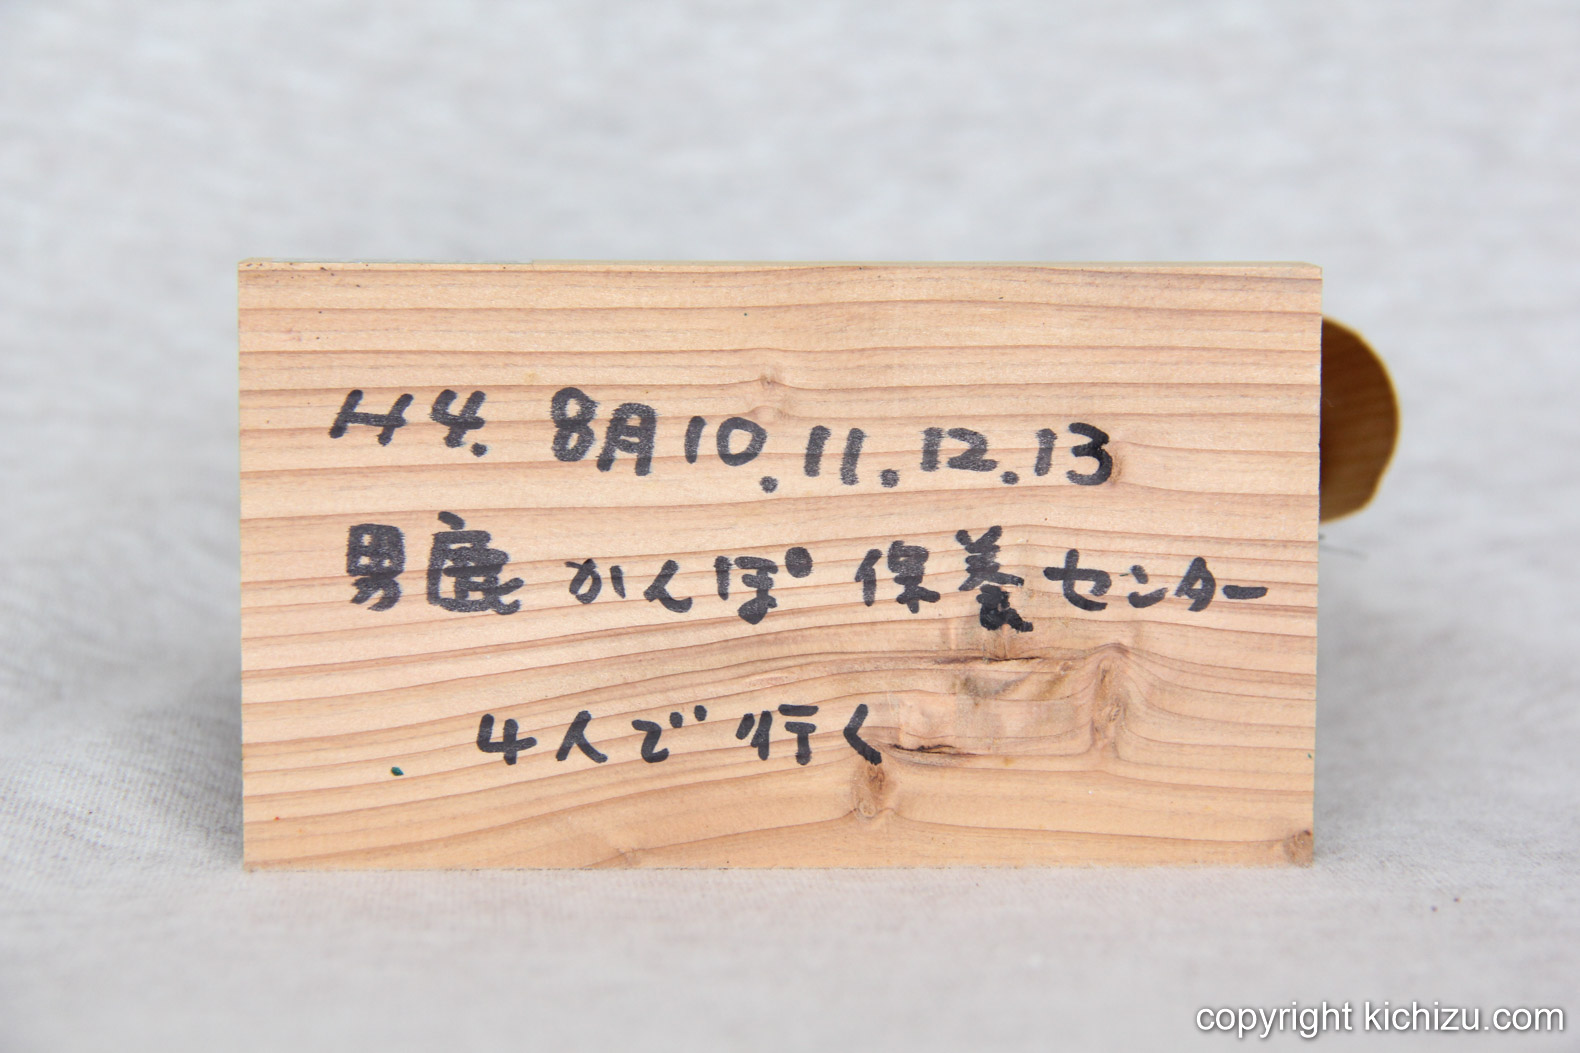 H4. 8月10.11.12.13
男鹿かんぽ保養センター
4人で行く
copyright kichizu.com